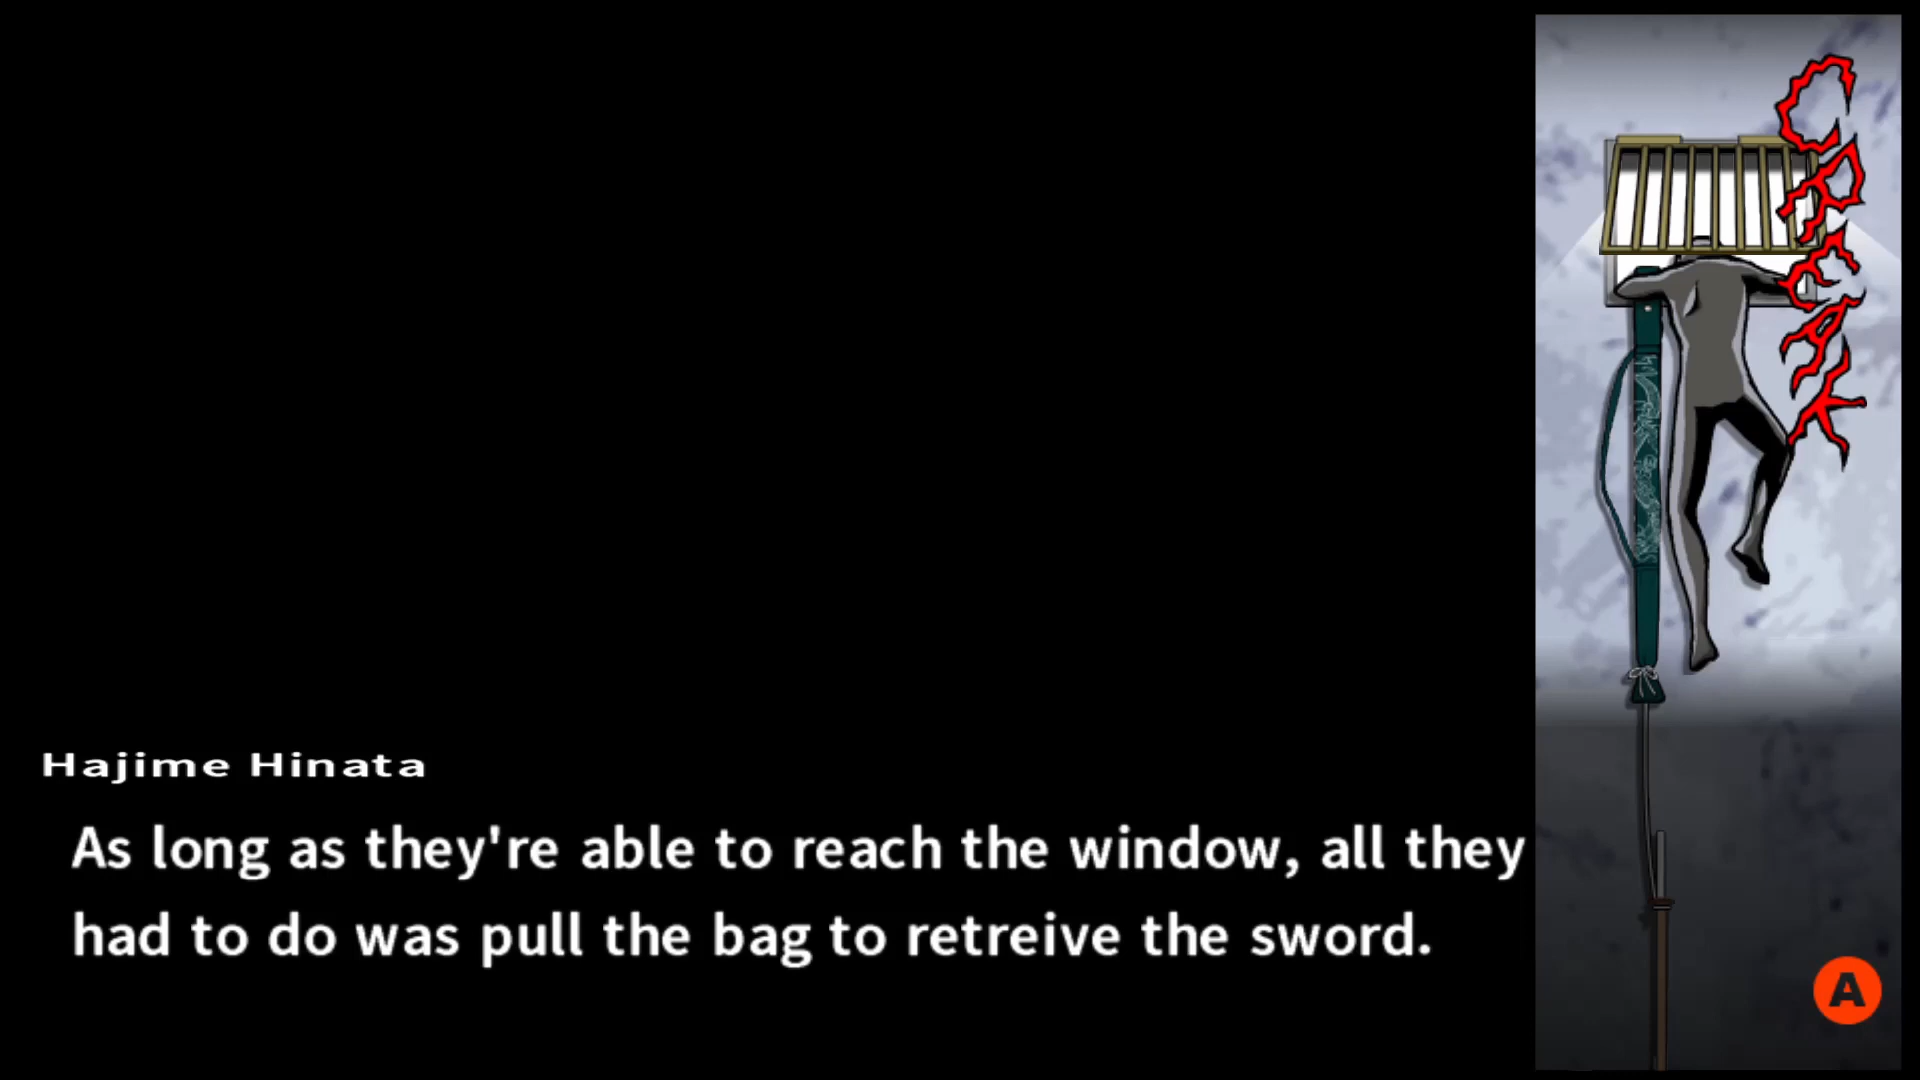 CREAK
Hajime Hinata
As long as they're able to reach the window, all they
had to do was pull the bag to retreive the sword.
A